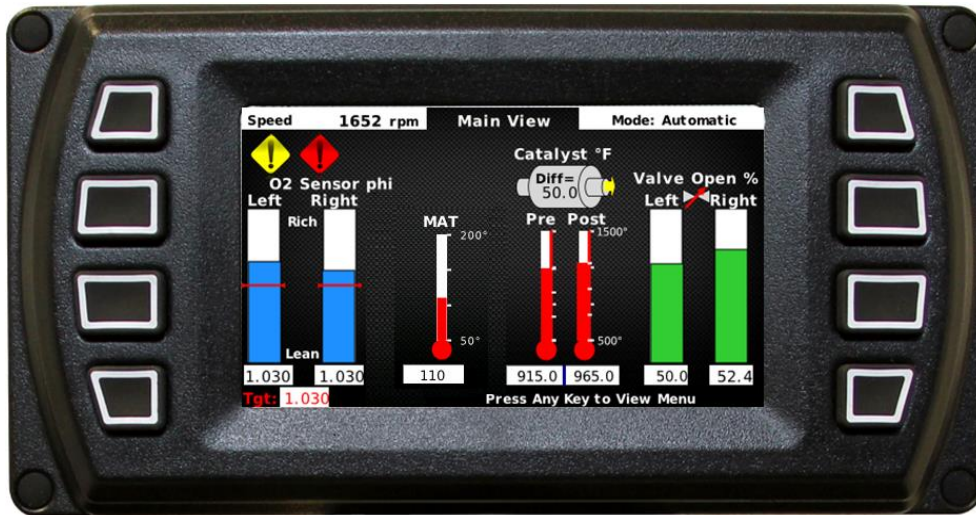 Speed 1652 rpm Main View Mode: Automatic
! !
Catalyst °F
Diff=
50.0
O2 Sensor phi
Left Right
Rich
Lean
1.030 1.030
Tgt: 1.030
MAT
200°
50°
110
Pre Post
1500°
500°
915.0 965.0
Valve Open %
Left Right
50.0 52.4
Press Any Key to View Menu